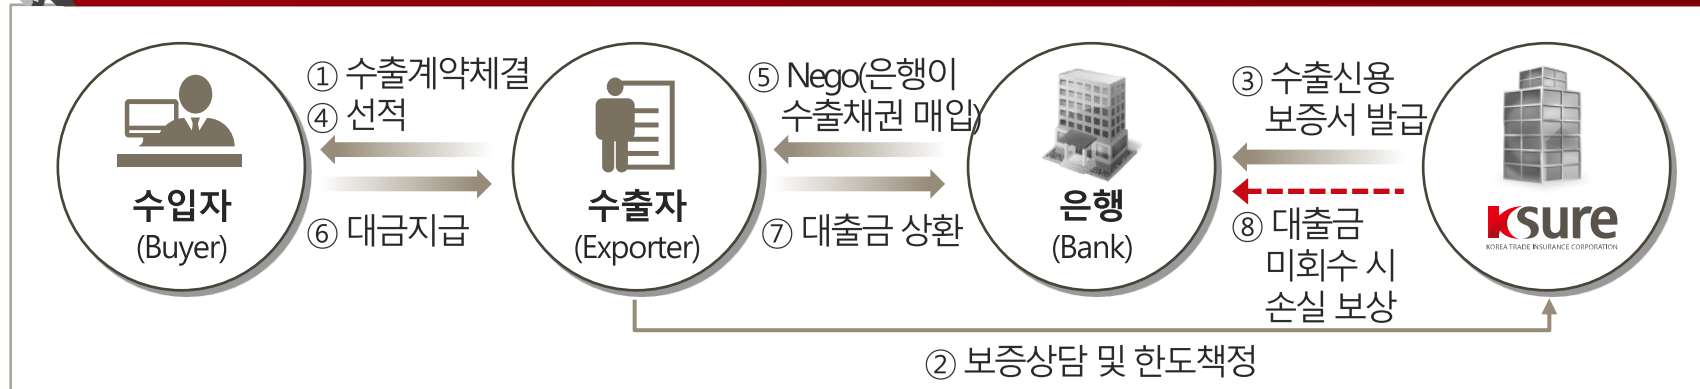 ① 수출계약체결
④ 선적
⑤ Nego(은행이
수출채권 매입)
③ 수출신용
보증서 발급
수입자
(Buyer)
수출자
(Exporter)
은행
(Bank)
Ksure
KOREA TRADE INSURANCE CORPORATION
⑥ 대금지급
⑦ 대출금 상환
⑧ 대출금
미회수 시
손실 보상
② 보증상담 및 한도책정